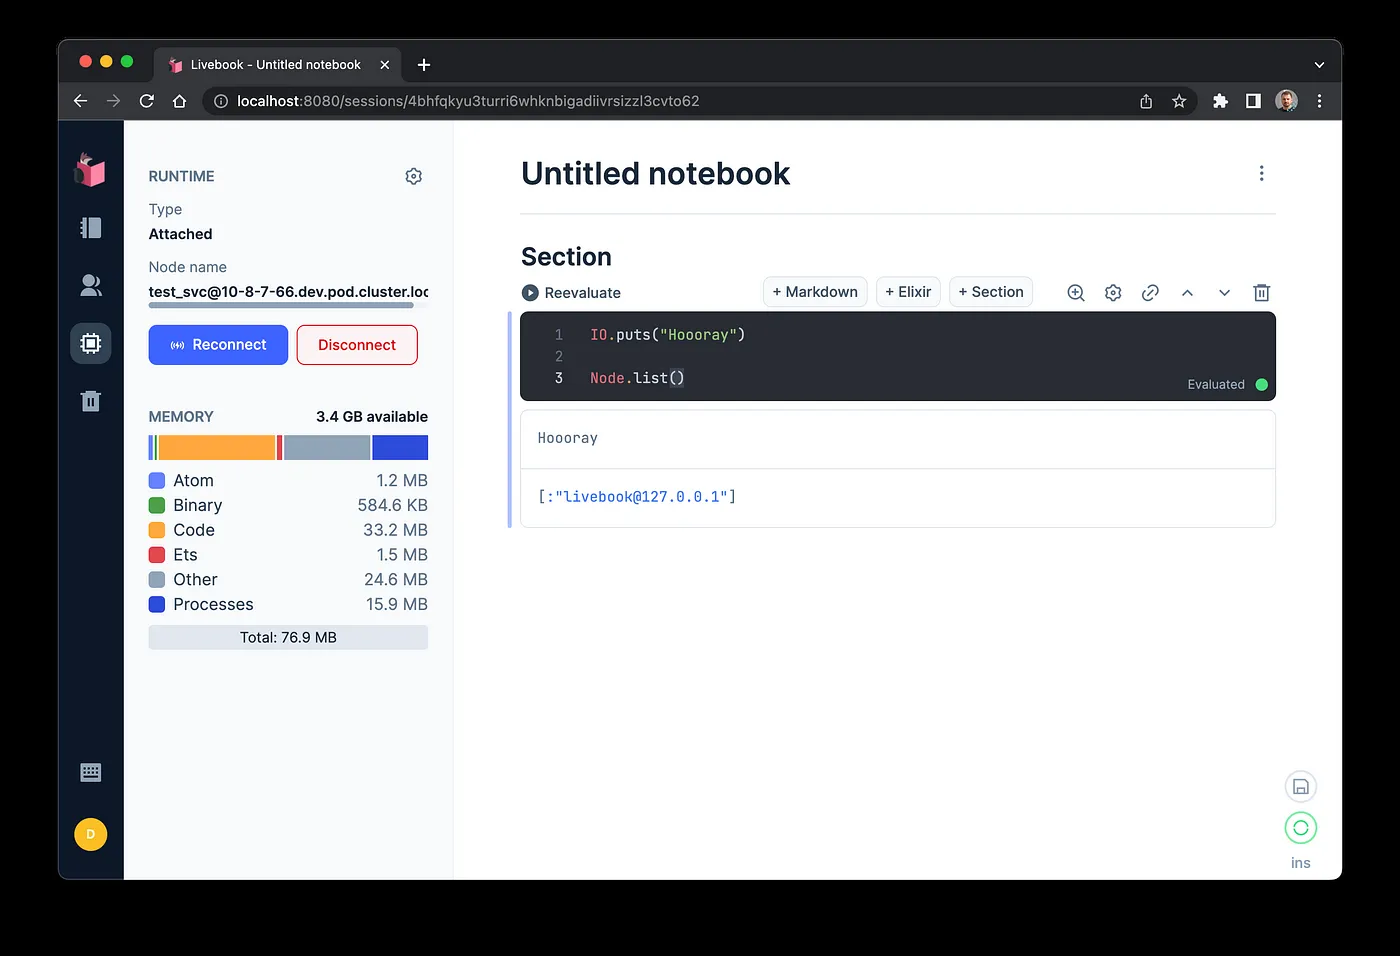 Livebook - Untitled notebook
localhost:8080/sessions/4bhfqkyu3turri6whknbigadiivrsizzl3cvto62
RUNTIME
Type
Attached
Node name
test_svc@10-8-7-66.dev.pod.cluster.loc
Reconnect
Disconnect
MEMORY 3.4 GB available
Atom 1.2 MB
Binary 584.6 KB
Code 33.2 MB
Ets 1.5 MB
Other 24.6 MB
Processes 15.9 MB
Total: 76.9 MB
D
Untitled notebook
Section
Reevaluate + Markdown + Elixir + Section
1 IO.puts("Hoooray")
2
3 Node.list()
Evaluated
Hoooray
[:"livebook@127.0.0.1"]
ins